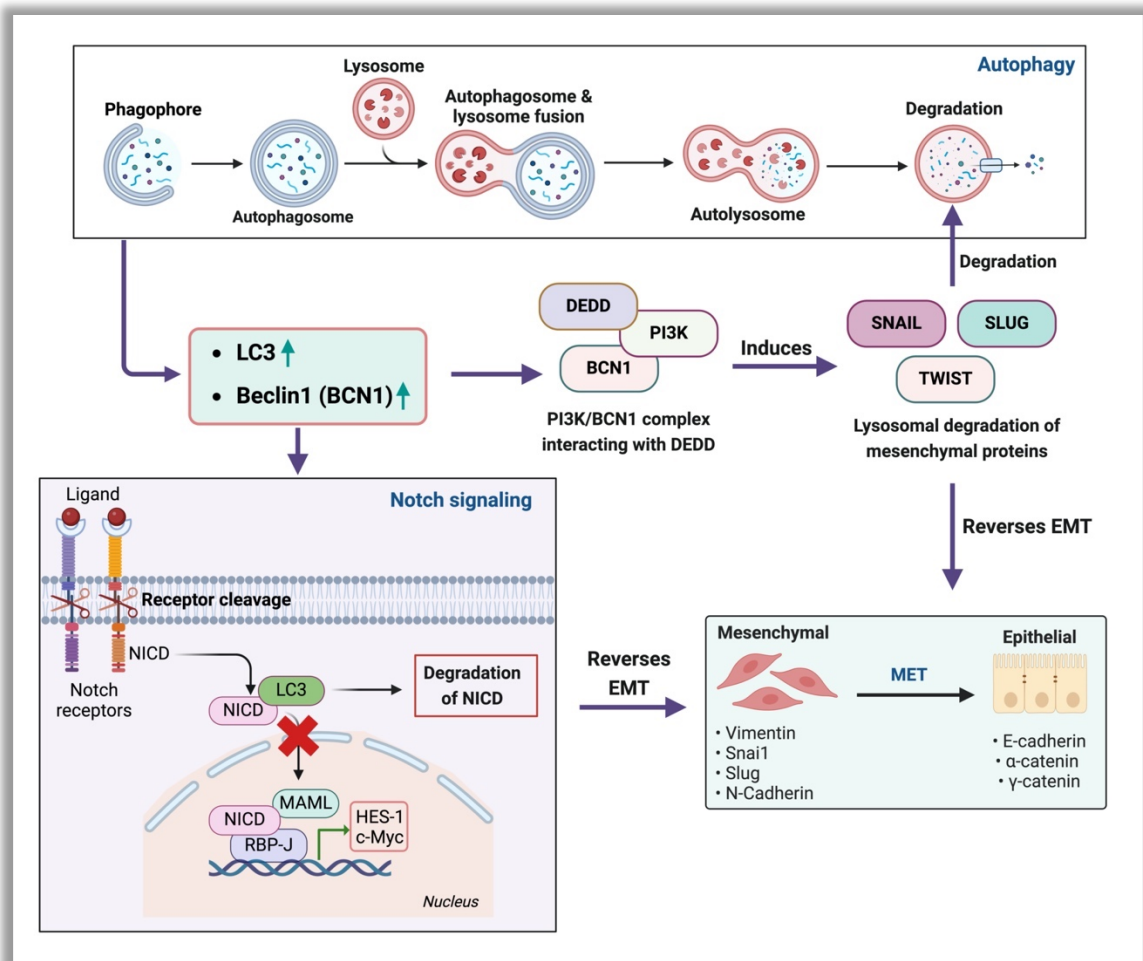 Autophagy
Lysosome
Phagophore
Autophagosome &
lysosome fusion
Degradation
Autophagosome
Autolysosome
Degradation
• LC3
• Beclin1 (BCN1)
DEDD
PI3K
BCN1
PI3K/BCN1 complex
interacting with DEDD
Induces
SNAIL
SLUG
TWIST
Lysosomal degradation of
mesenchymal proteins
Reverses EMT
Notch signaling
Ligand
Receptor cleavage
NICD
Notch
receptors
LC3
NICD
Degradation
of NICD
MAML
NICD
RBP-J
HES-1
c-Myc
Nucleus
Reverses
EMT
Mesenchymal
Epithelial
MET
• Vimentin
• Snai1
• Slug
• N-Cadherin
• E-cadherin
• α-catenin
• γ-catenin